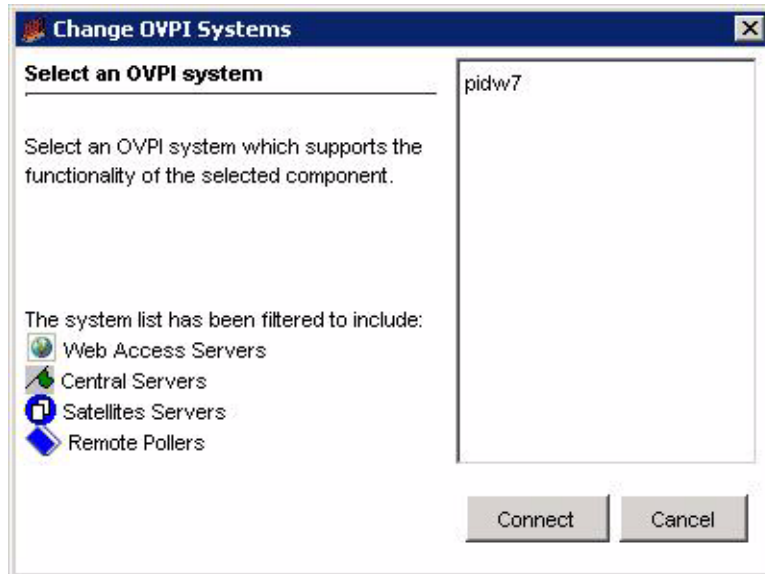 Change OVPI Systems
Select an OVPI system
Select an OVPI system which supports the
functionality of the selected component.
The system list has been filtered to include:
Web Access Servers
Central Servers
Satellites Servers
Remote Pollers
pidw7
Connect
Cancel